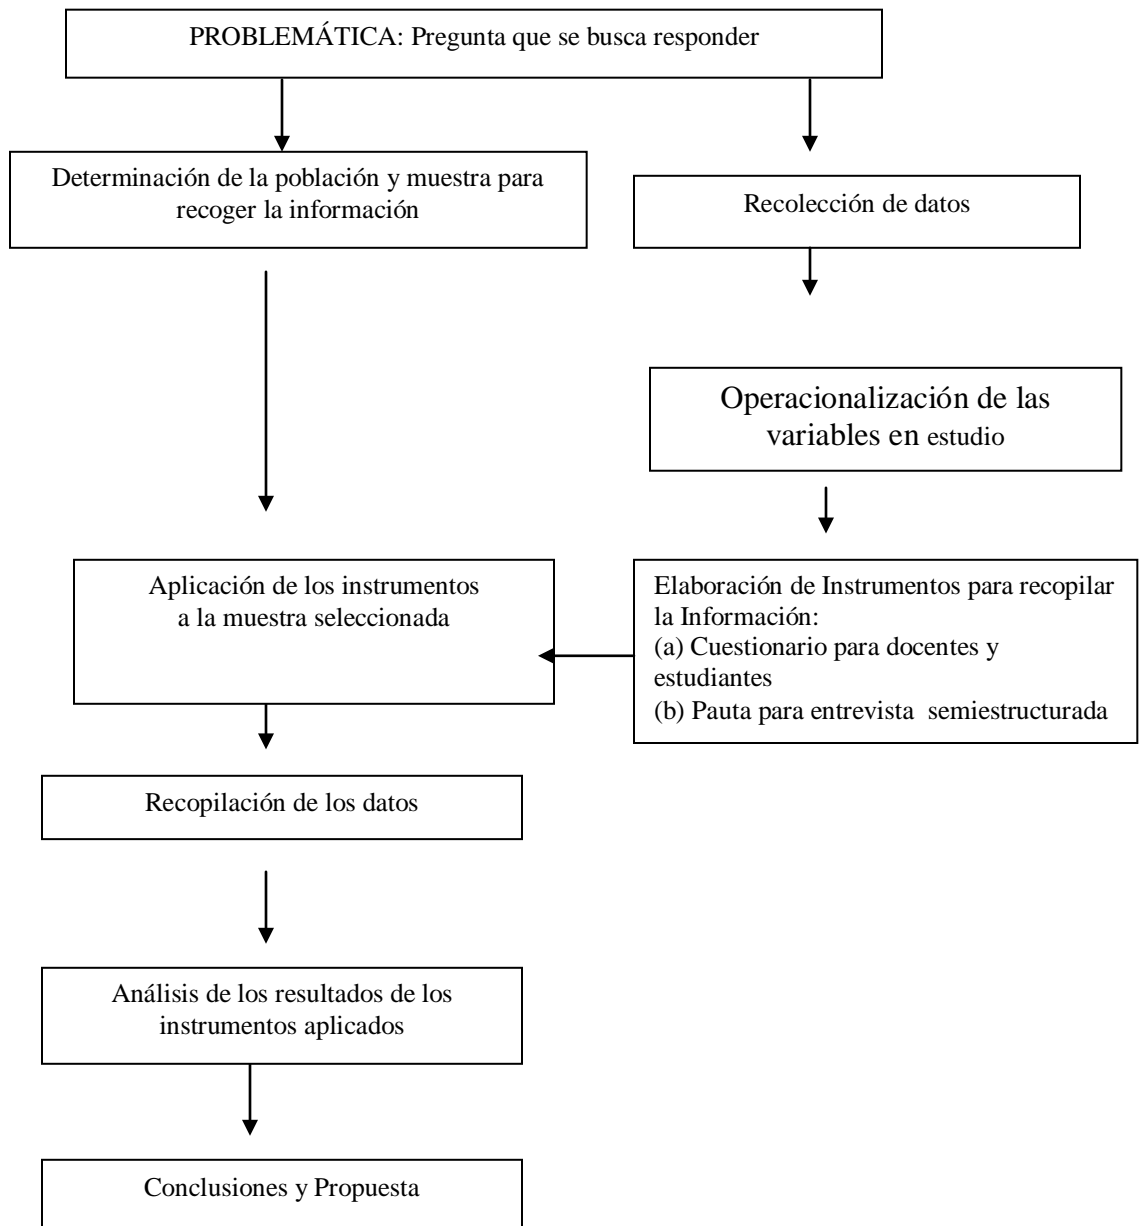 PROBLEMÁTICA: Pregunta que se busca responder
Determinación de la población y muestra para
recoger la información
Recolección de datos
Operacionalización de las
variables en estudio
Aplicación de los instrumentos
a la muestra seleccionada
Elaboración de Instrumentos para recopilar
la Información:
(a) Cuestionario para docentes y
estudiantes
(b) Pauta para entrevista semiestructurada
Recopilación de los datos
Análisis de los resultados de los
instrumentos aplicados
Conclusiones y Propuesta